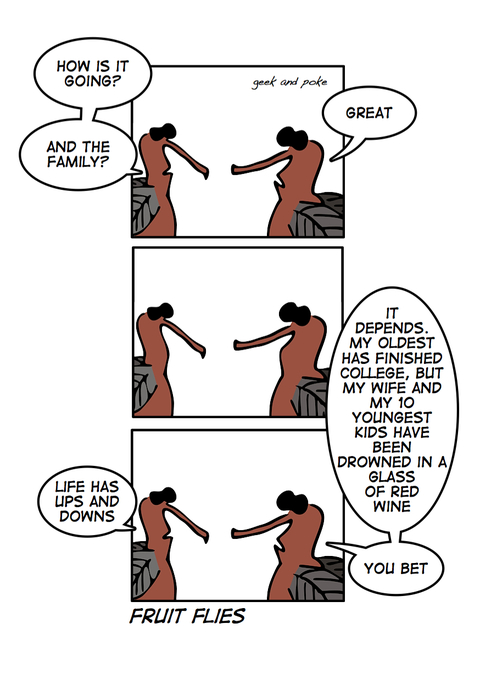 HOW IS IT
GOING?
geek and poke
GREAT
AND THE
FAMILY?
IT
DEPENDS.
MY OLDEST
HAS FINISHED
COLLEGE, BUT
MY WIFE AND
MY 10
YOUNGEST
KIDS HAVE
BEEN
DROWNED IN A
GLASS
OF RED
WINE
LIFE HAS
UPS AND
DOWNS
YOU BET
FRUIT FLIES